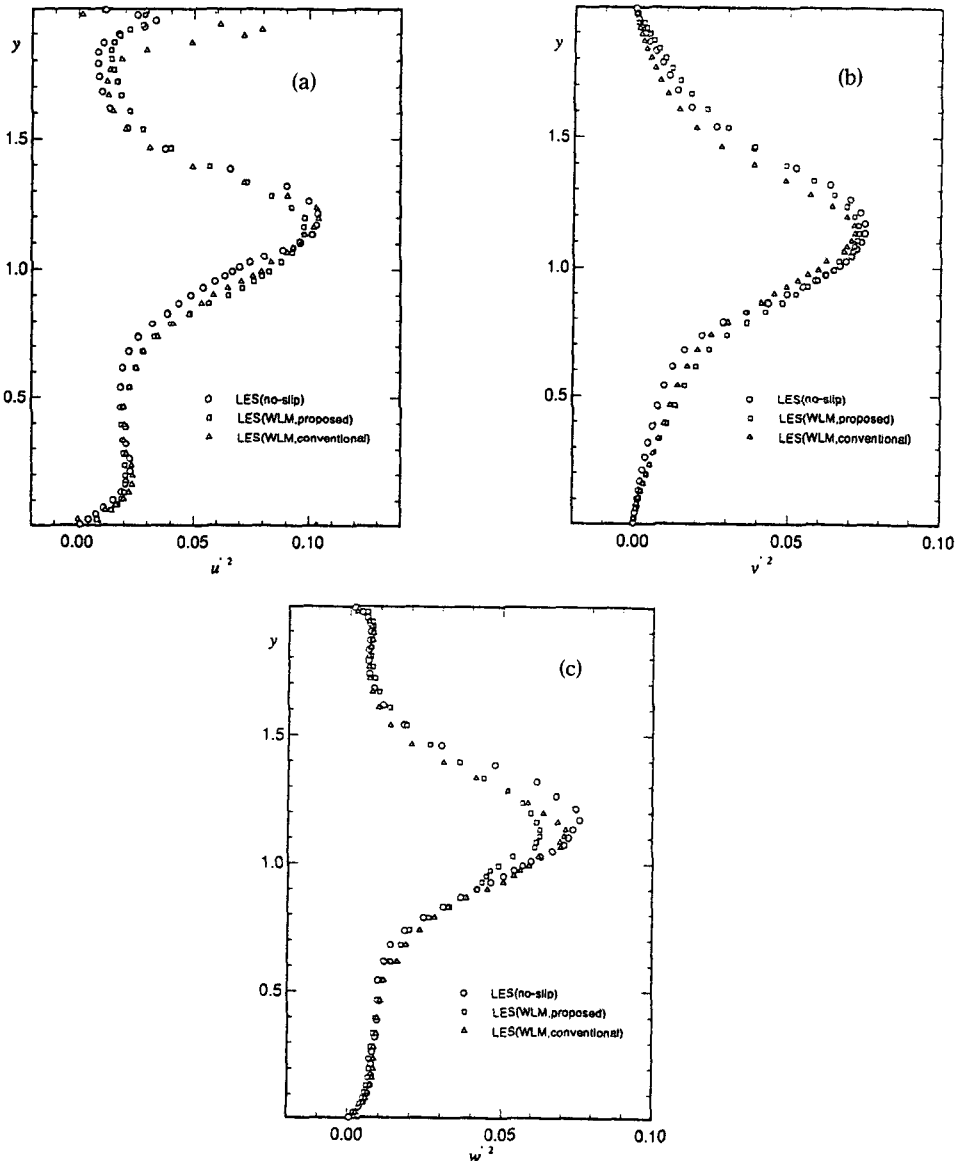 y
(a)
1.5
1.0
0.5
LES(no-slip)
LES(WLM,proposed)
LES(WLM,conventional)
0.00
0.05
0.10
u' 2
y
(b)
1.5
1.0
0.5
LES(no-slip)
LES(WLM,proposed)
LES(WLM,conventional)
0.00
0.05
0.10
v' 2
y
(c)
1.5
1.0
0.5
LES(no-slip)
LES(WLM,proposed)
LES(WLM,conventional)
0.00
0.05
0.10
w' 2